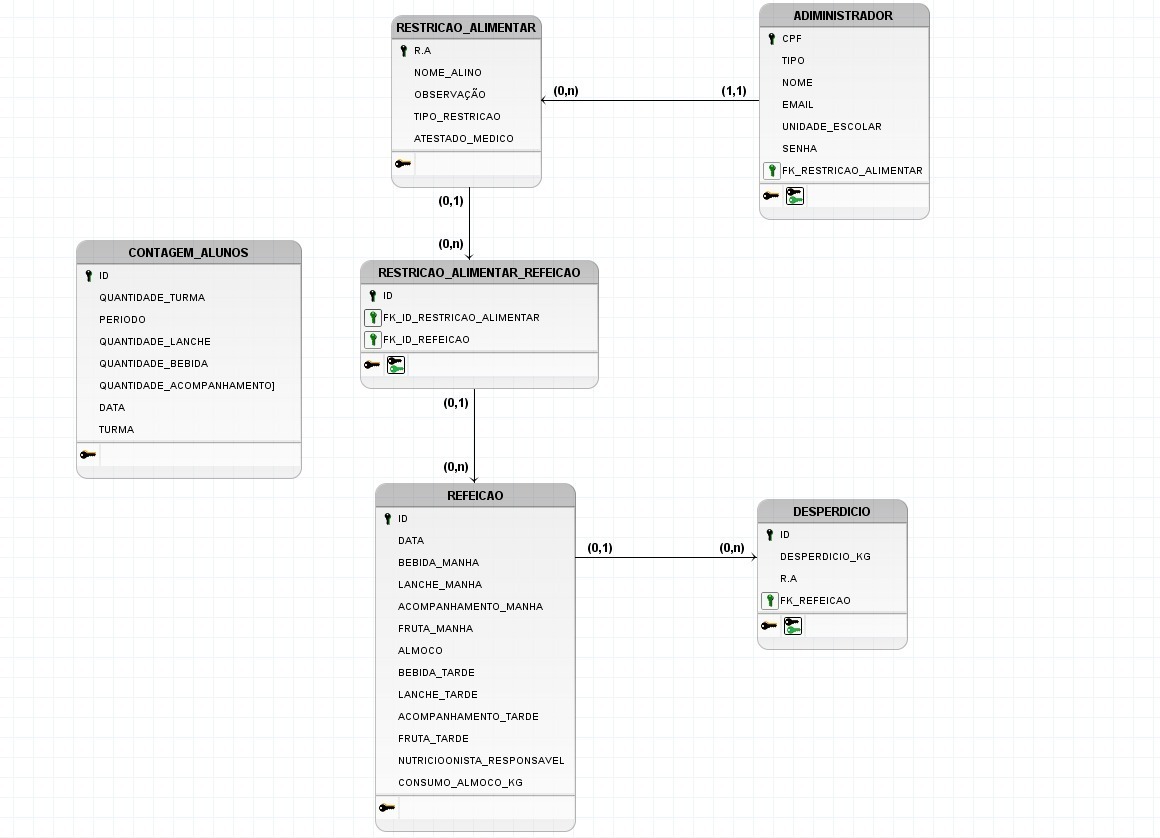 RESTRICAO_ALIMENTAR
R.A
NOME_ALINO
OBSERVAÇÃO
TIPO_RESTRICAO
ATESTADO_MEDICO
(0,n)
(1,1)
ADIMINISTRADOR
CPF
TIPO
NOME
EMAIL
UNIDADE_ESCOLAR
SENHA
FK_RESTRICAO_ALIMENTAR
(0,1)
(0,n)
CONTAGEM_ALUNOS
ID
QUANTIDADE_TURMA
PERIODO
QUANTIDADE_LANCHE
QUANTIDADE_BEBIDA
QUANTIDADE_ACOMPANHAMENTO]
DATA
TURMA
RESTRICAO_ALIMENTAR_REFEICAO
ID
FK_ID_RESTRICAO_ALIMENTAR
FK_ID_REFEICAO
(0,1)
(0,n)
REFEICAO
ID
DATA
BEBIDA_MANHA
LANCHE_MANHA
ACOMPANHAMENTO_MANHA
FRUTA_MANHA
ALMOCO
BEBIDA_TARDE
LANCHE_TARDE
ACOMPANHAMENTO_TARDE
FRUTA_TARDE
NUTRICIOONISTA_RESPONSAVEL
CONSUMO_ALMOCO_KG
(0,1)
(0,n)
DESPERDICIO
ID
DESPERDICIO_KG
R.A
FK_REFEICAO